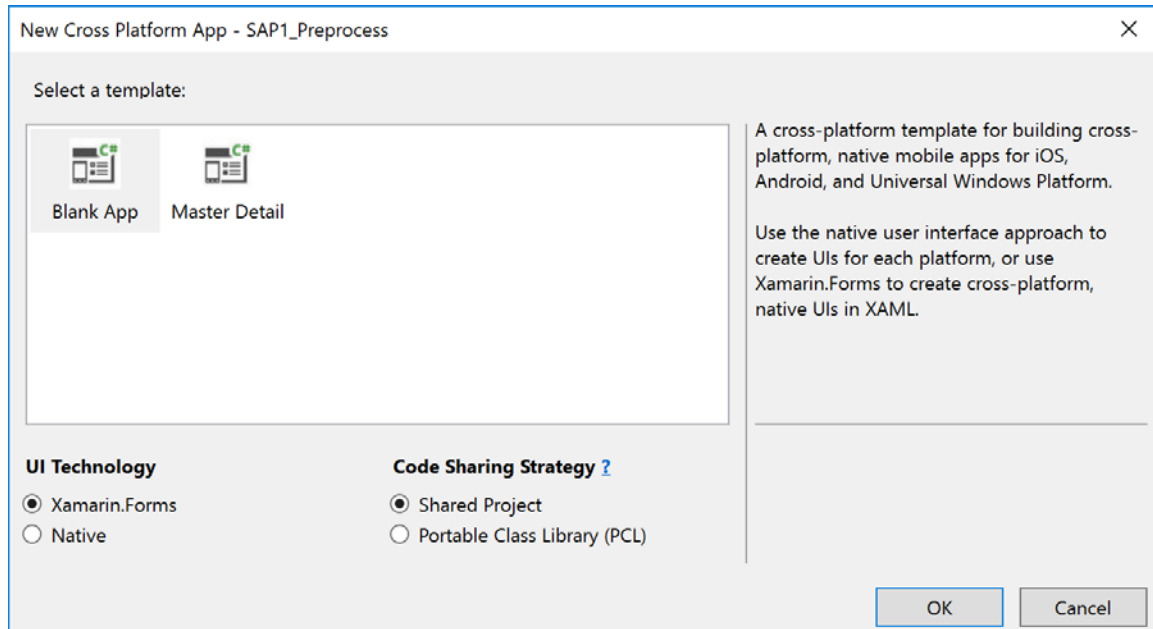 New Cross Platform App - SAP1_Preprocess
Select a template:
C#
C#
Blank App
Master Detail
A cross-platform template for building cross-
platform, native mobile apps for iOS,
Android, and Universal Windows Platform.
Use the native user interface approach to
create UIs for each platform, or use
Xamarin.Forms to create cross-platform,
native UIs in XAML.
UI Technology
Xamarin.Forms
Native
Code Sharing Strategy ?
Shared Project
Portable Class Library (PCL)
OK
Cancel